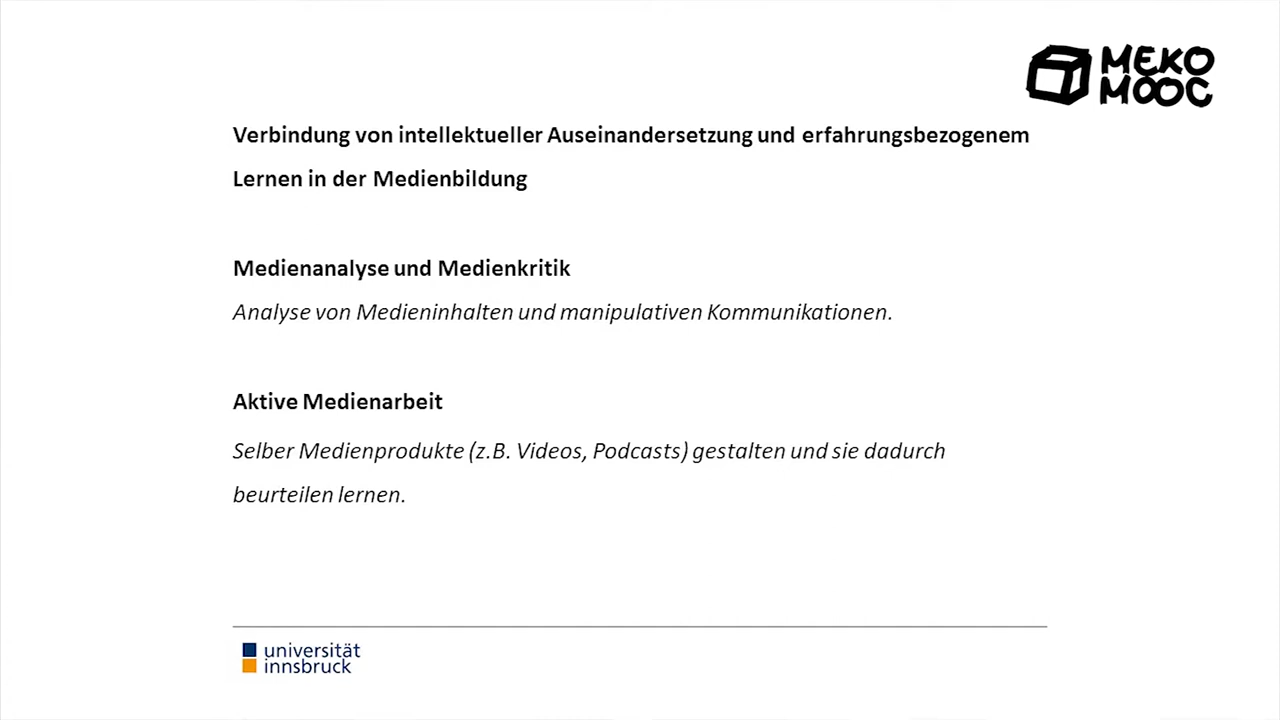 MEKO
MOOC
Verbindung von intellektueller Auseinandersetzung und erfahrungsbezogenem
Lernen in der Medienbildung
Medienanalyse und Medienkritik
Analyse von Medieninhalten und manipulativen Kommunikationen.
Aktive Medienarbeit
Selber Medienprodukte (z.B. Videos, Podcasts) gestalten und sie dadurch
beurteilen lernen.
universität
innsbruck